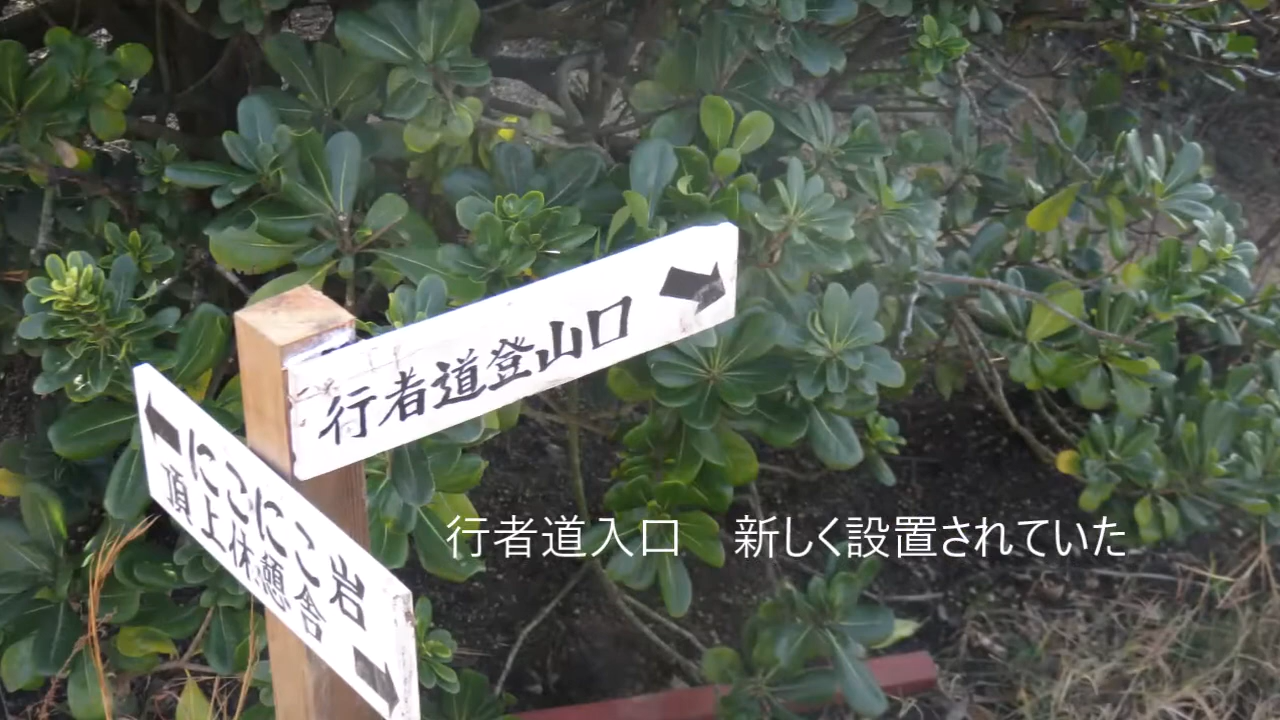 行者道登山口 →
← にこにこ岩
頂上休憩舎 →
行者道入口　新しく設置されていた